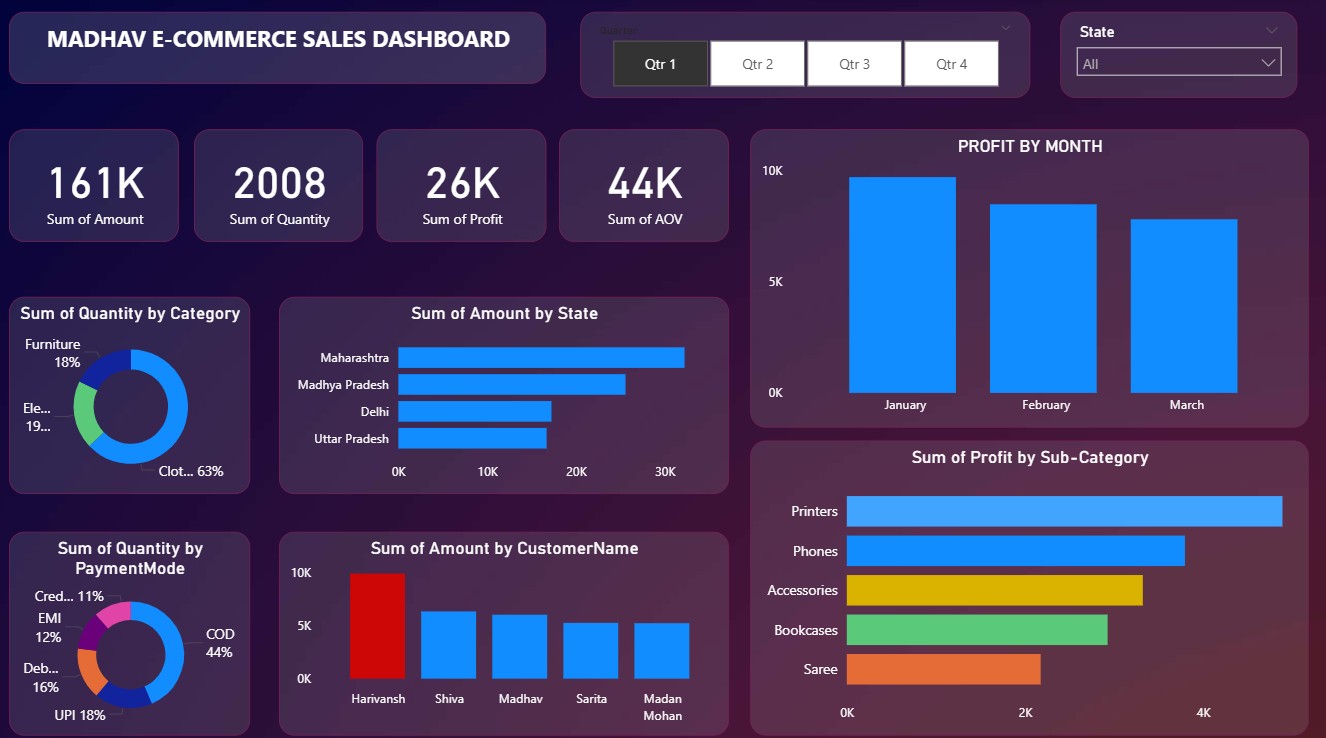 MADHAV E-COMMERCE SALES DASHBOARD
Quarter
Qtr 1
Qtr 2
Qtr 3
Qtr 4
State
All
161K
Sum of Amount
2008
Sum of Quantity
26K
Sum of Profit
44K
Sum of AOV
PROFIT BY MONTH
10K
5K
0K
January
February
March
Sum of Quantity by Category
Furniture
18%
Ele...
19...
Clot... 63%
Sum of Amount by State
Maharashtra
Madhya Pradesh
Delhi
Uttar Pradesh
0K
10K
20K
30K
Sum of Profit by Sub-Category
Printers
Phones
Accessories
Bookcases
Saree
0K
2K
4K
Sum of Quantity by
PaymentMode
Cred... 11%
EMI
12%
Deb...
16%
UPI 18%
COD
44%
Sum of Amount by CustomerName
10K
5K
0K
Harivansh
Shiva
Madhav
Sarita
Madan
Mohan